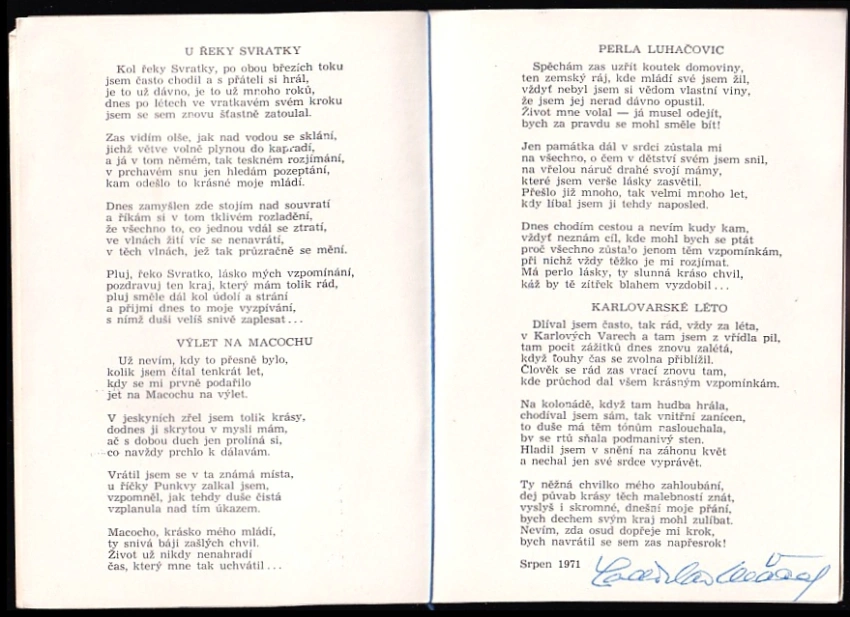 U ŘEKY SVRATKY
Kol řeky Svratky, po obou březích toku
jsem často chodil a s přáteli si hrál,
je to už dávno, je to už mnoho roků,
dnes po létech ve vratkavém svém kroku
jsem se sem znovu šťastně zatoulal.
Zas vidím olše, jak nad vodou se sklání,
jichž větve volně plynou do kapradí,
a já v tom němém, tak teskném rozjímání,
v prchavém snu jen hledám pozeptání,
kam odešlo to krásné moje mládí.
Dnes zamyšlen zde stojím nad souvratí
a říkám si v tom tklivém rozladění,
že všechno to, co jednou vdál se ztratí,
ve vlnách žití víc se nenavrátí,
v těch vlnách, jež tak průzračně se mění.
Pluj, řeko Svratko, lásko mých vzpomínání,
pozdravuj ten kraj, který mám tolik rád,
pluj směle dál kol údolí a strání
a přijmi dnes to moje vyzpívání,
s nímž duši velíš snivě zaplesat...
VÝLET NA MACOCHU
Už nevím, kdy to přesně bylo,
kolik jsem čítal tenkrát let,
kdy se mi prvně podařilo
jet na Macochu na výlet.
V jeskyních zřel jsem tolik krásy,
dodnes ji skrytou v mysli mám,
ač s dobou duch jen prolíná si,
co navždy prchlo k dálavám.
Vrátil jsem se v ta známá místa,
u říčky Punkvy zalkal jsem,
vzpomněl, jak tehdy duše čistá
vzplanula nad tím úkazem.
Macocho, krásko mého mládí,
ty snivá báji zašlých chvil.
Život už nikdy nenahradí
čas, který mne tak uchvátil...
PERLA LUHAČOVIC
Spěchám zas uzřít koutek domoviny,
ten zemský ráj, kde mládí své jsem žil,
vždyť nebyl jsem si vědom vlastní viny,
že jsem jej nerad dávno opustil.
Život mne volal — já musel odejít,
bych za pravdu se mohl směle bít!
Jen památka dál v srdci zůstala mi
na všechno, o čem v dětství svém jsem snil,
na vřelou náruč drahé svojí mámy,
které jsem verše lásky zasvětil.
Přešlo již mnoho, tak velmi mnoho let,
kdy líbal jsem ji tehdy naposled.
Dnes chodím cestou a nevím kudy kam,
vždyť neznám cíl, kde mohl bych se ptát
proč všechno zůstalo jenom těm vzpomínkám,
při nichž vždy těžko je mi rozjímat.
Má perlo lásky, ty slunná kráso chvil,
káž by tě zítřek blahem vyzdobil...
KARLOVARSKÉ LÉTO
Dlíval jsem často, tak rád, vždy za léta,
v Karlových Varech a tam jsem z vřídla pil,
tam pocit zážitků dnes znovu zalétá,
když touhy čas se zvolna přiblížil.
Člověk se rád zas vrací znovu tam,
kde průchod dal všem krásným vzpomínkám.
Na kolonádě, když tam hudba hrála,
chodíval jsem sám, tak vnitřní zanícen,
to duše má těm tónům naslouchala,
by se rtů sňala podmanivý sten.
Hladil jsem v snění na záhonu květ
a nechal jen své srdce vyprávět.
Ty něžná chvilko mého zahloubání,
dej půvab krásy těch malebností znát,
vyslyš i skromné, dnešní moje přání,
bych dechem svým kraj mohl zulíbat.
Nevím, zda osud dopřeje mi krok,
bych navrátil se sem zas napřesrok!
Srpen 1971